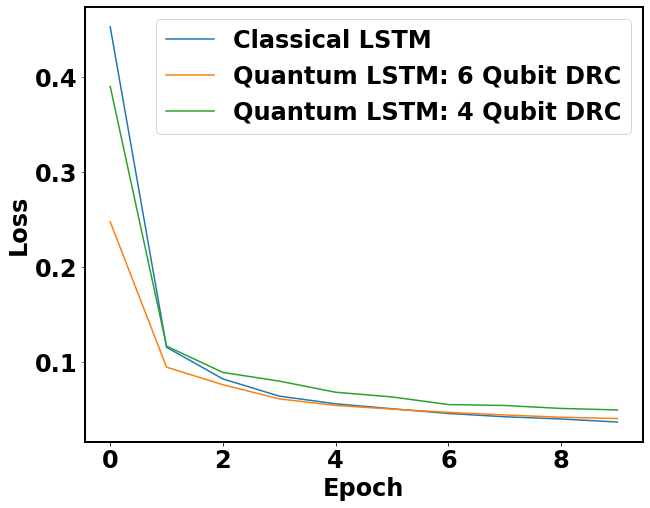 Classical LSTM
Quantum LSTM: 6 Qubit DRC
Quantum LSTM: 4 Qubit DRC
0.4
0.3
0.2
0.1
Loss
0 2 4 6 8
Epoch